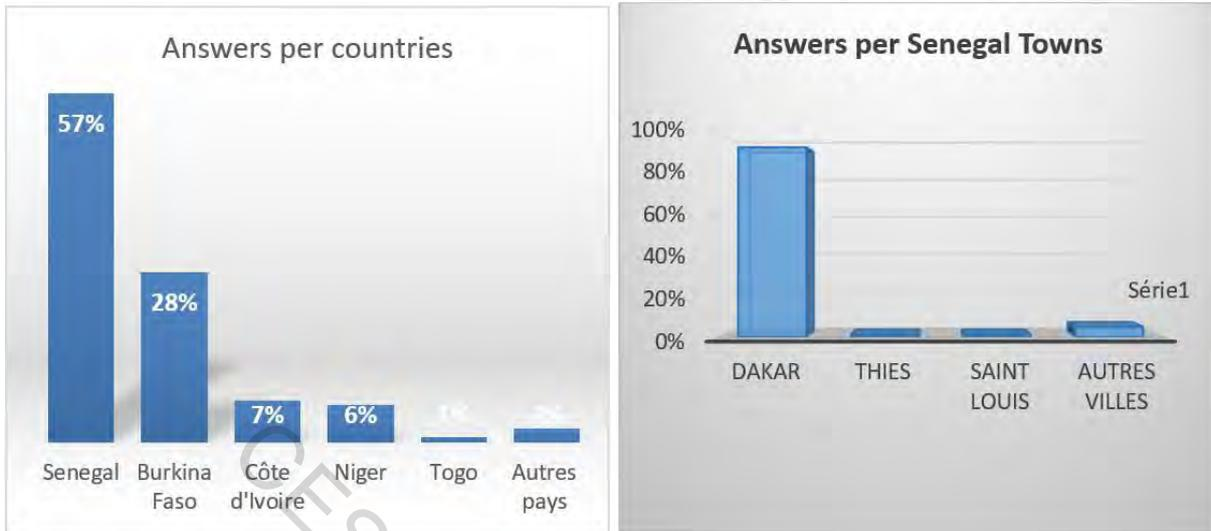 Answers per countries
57%
28%
7%
6%
Senegal
Burkina
Faso
Côte
d'Ivoire
Niger
Togo
Autres
pays
Answers per Senegal Towns
100%
80%
60%
40%
20%
0%
Série1
DAKAR
THIES
SAINT
LOUIS
AUTRES
VILLES